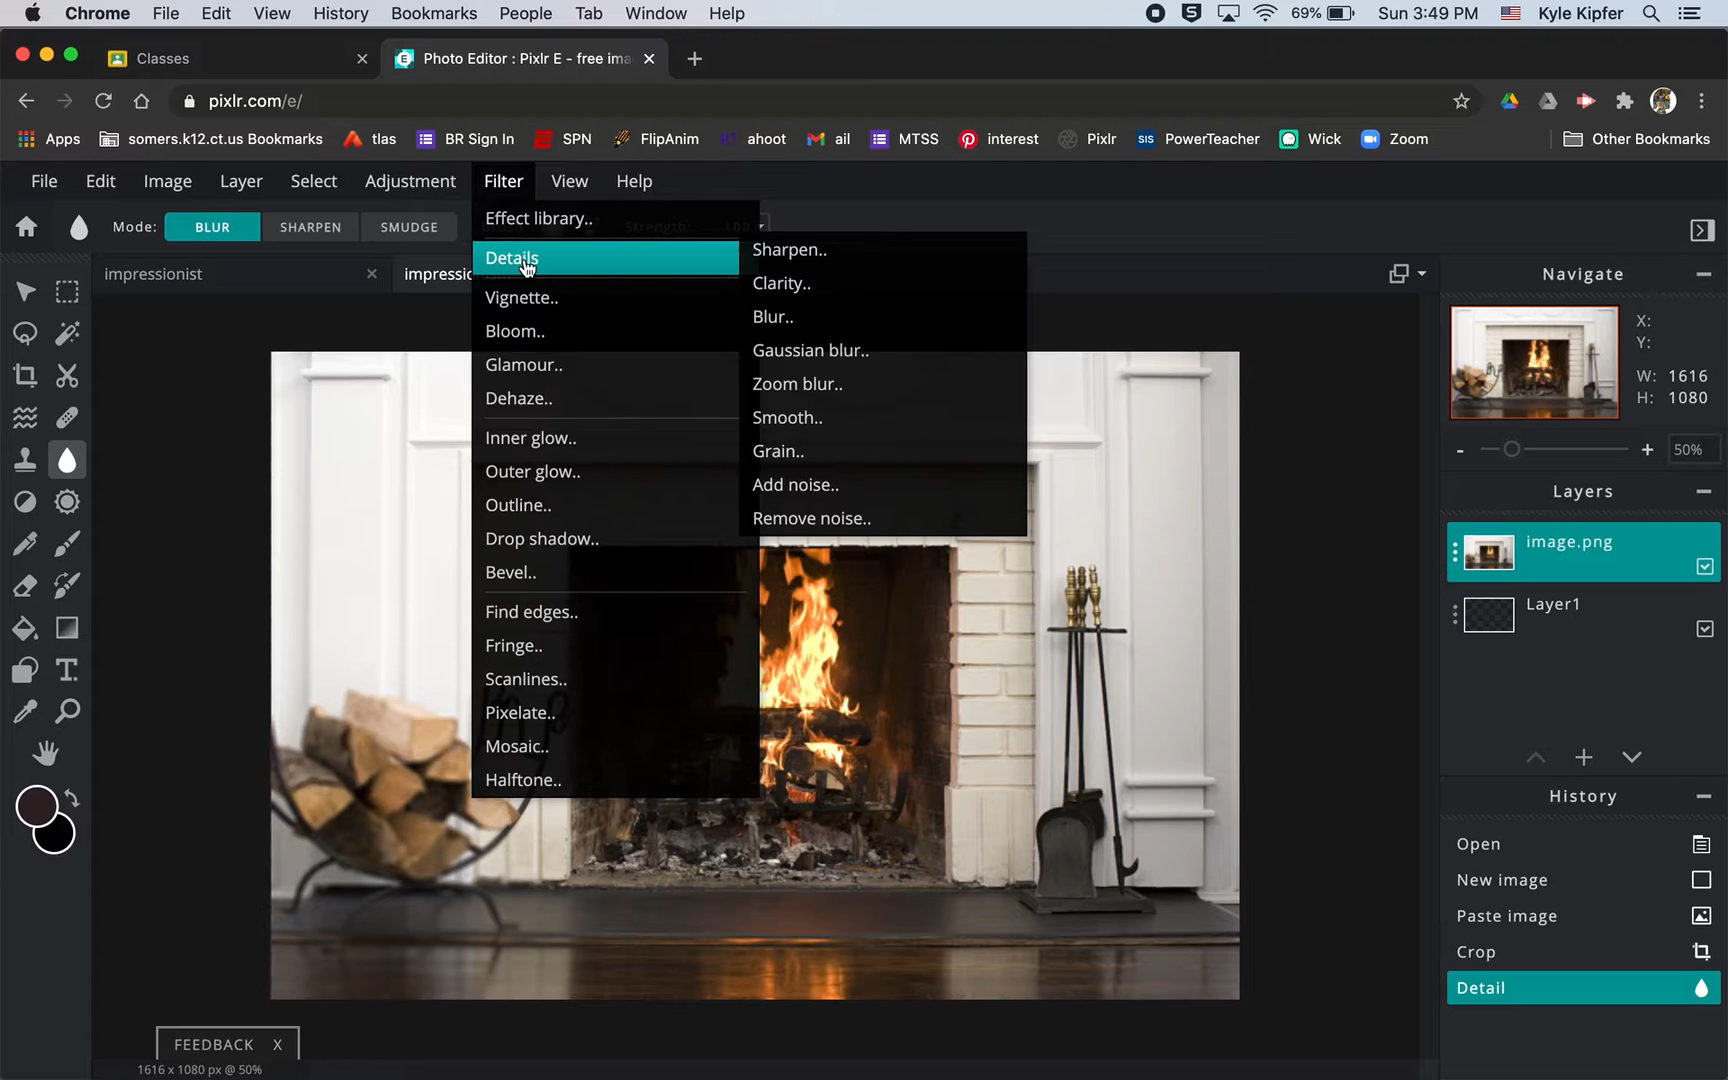 Chrome File Edit View History Bookmarks People Tab Window Help 69% Sun 3:49 PM Kyle Kipfer
Classes Photo Editor : Pixlr E - free ima
pixlr.com/e/
Apps somers.k12.ct.us Bookmarks tlas BR Sign In SPN FlipAnim ahoot ail MTSS interest Pixlr SIS PowerTeacher Wick Zoom Other Bookmarks
File Edit Image Layer Select Adjustment Filter View Help
Mode: BLUR SHARPEN SMUDGE Strength: 100
impressionist impressio
Effect library..
Details
Vignette..
Bloom..
Glamour..
Dehaze..
Inner glow..
Outer glow..
Outline..
Drop shadow..
Bevel..
Find edges..
Fringe..
Scanlines..
Pixelate..
Mosaic..
Halftone..
Sharpen..
Clarity..
Blur..
Gaussian blur..
Zoom blur..
Smooth..
Grain..
Add noise..
Remove noise..
Navigate
X:
Y:
W: 1616
H: 1080
- + 50%
Layers
image.png
Layer1
History
Open
New image
Paste image
Crop
Detail
FEEDBACK X
1616 x 1080 px @ 50%